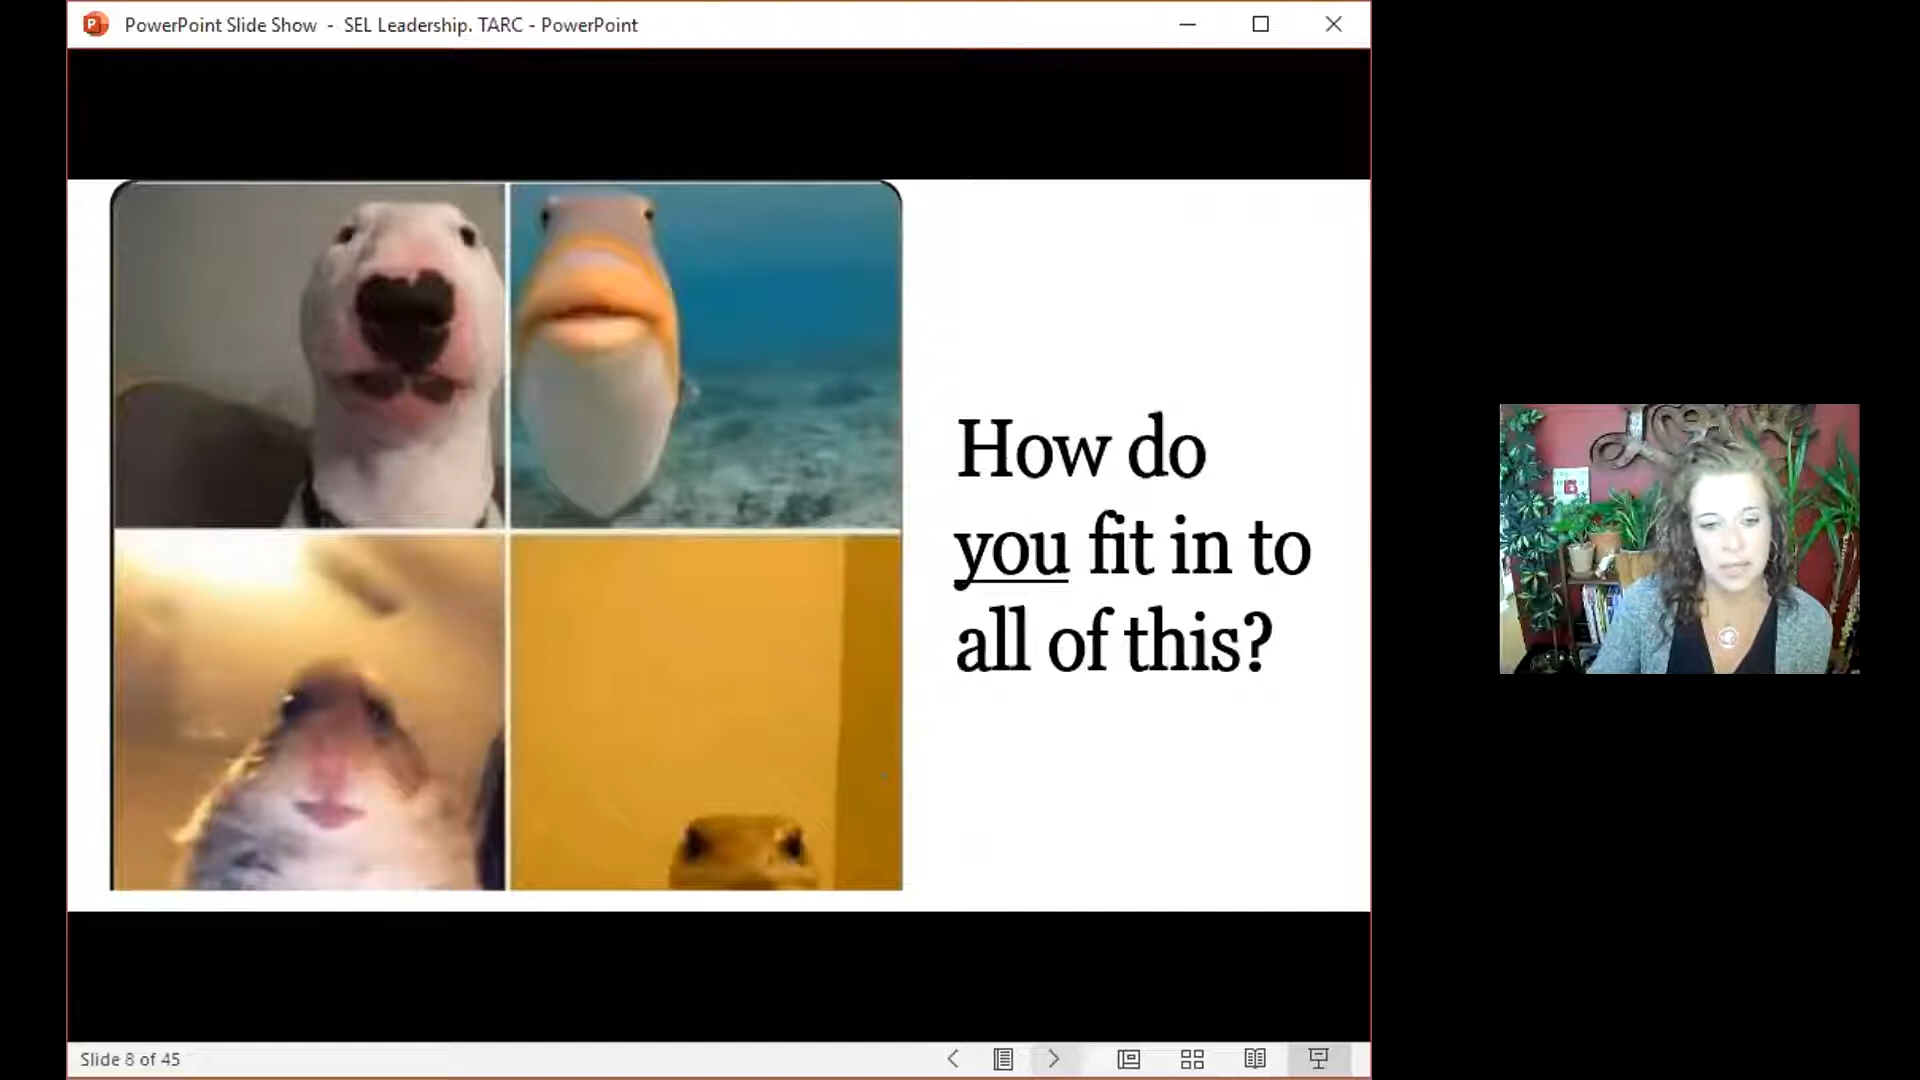 PowerPoint Slide Show - SEL Leadership. TARC - PowerPoint
How do
you fit in to
all of this?
Slide 8 of 45